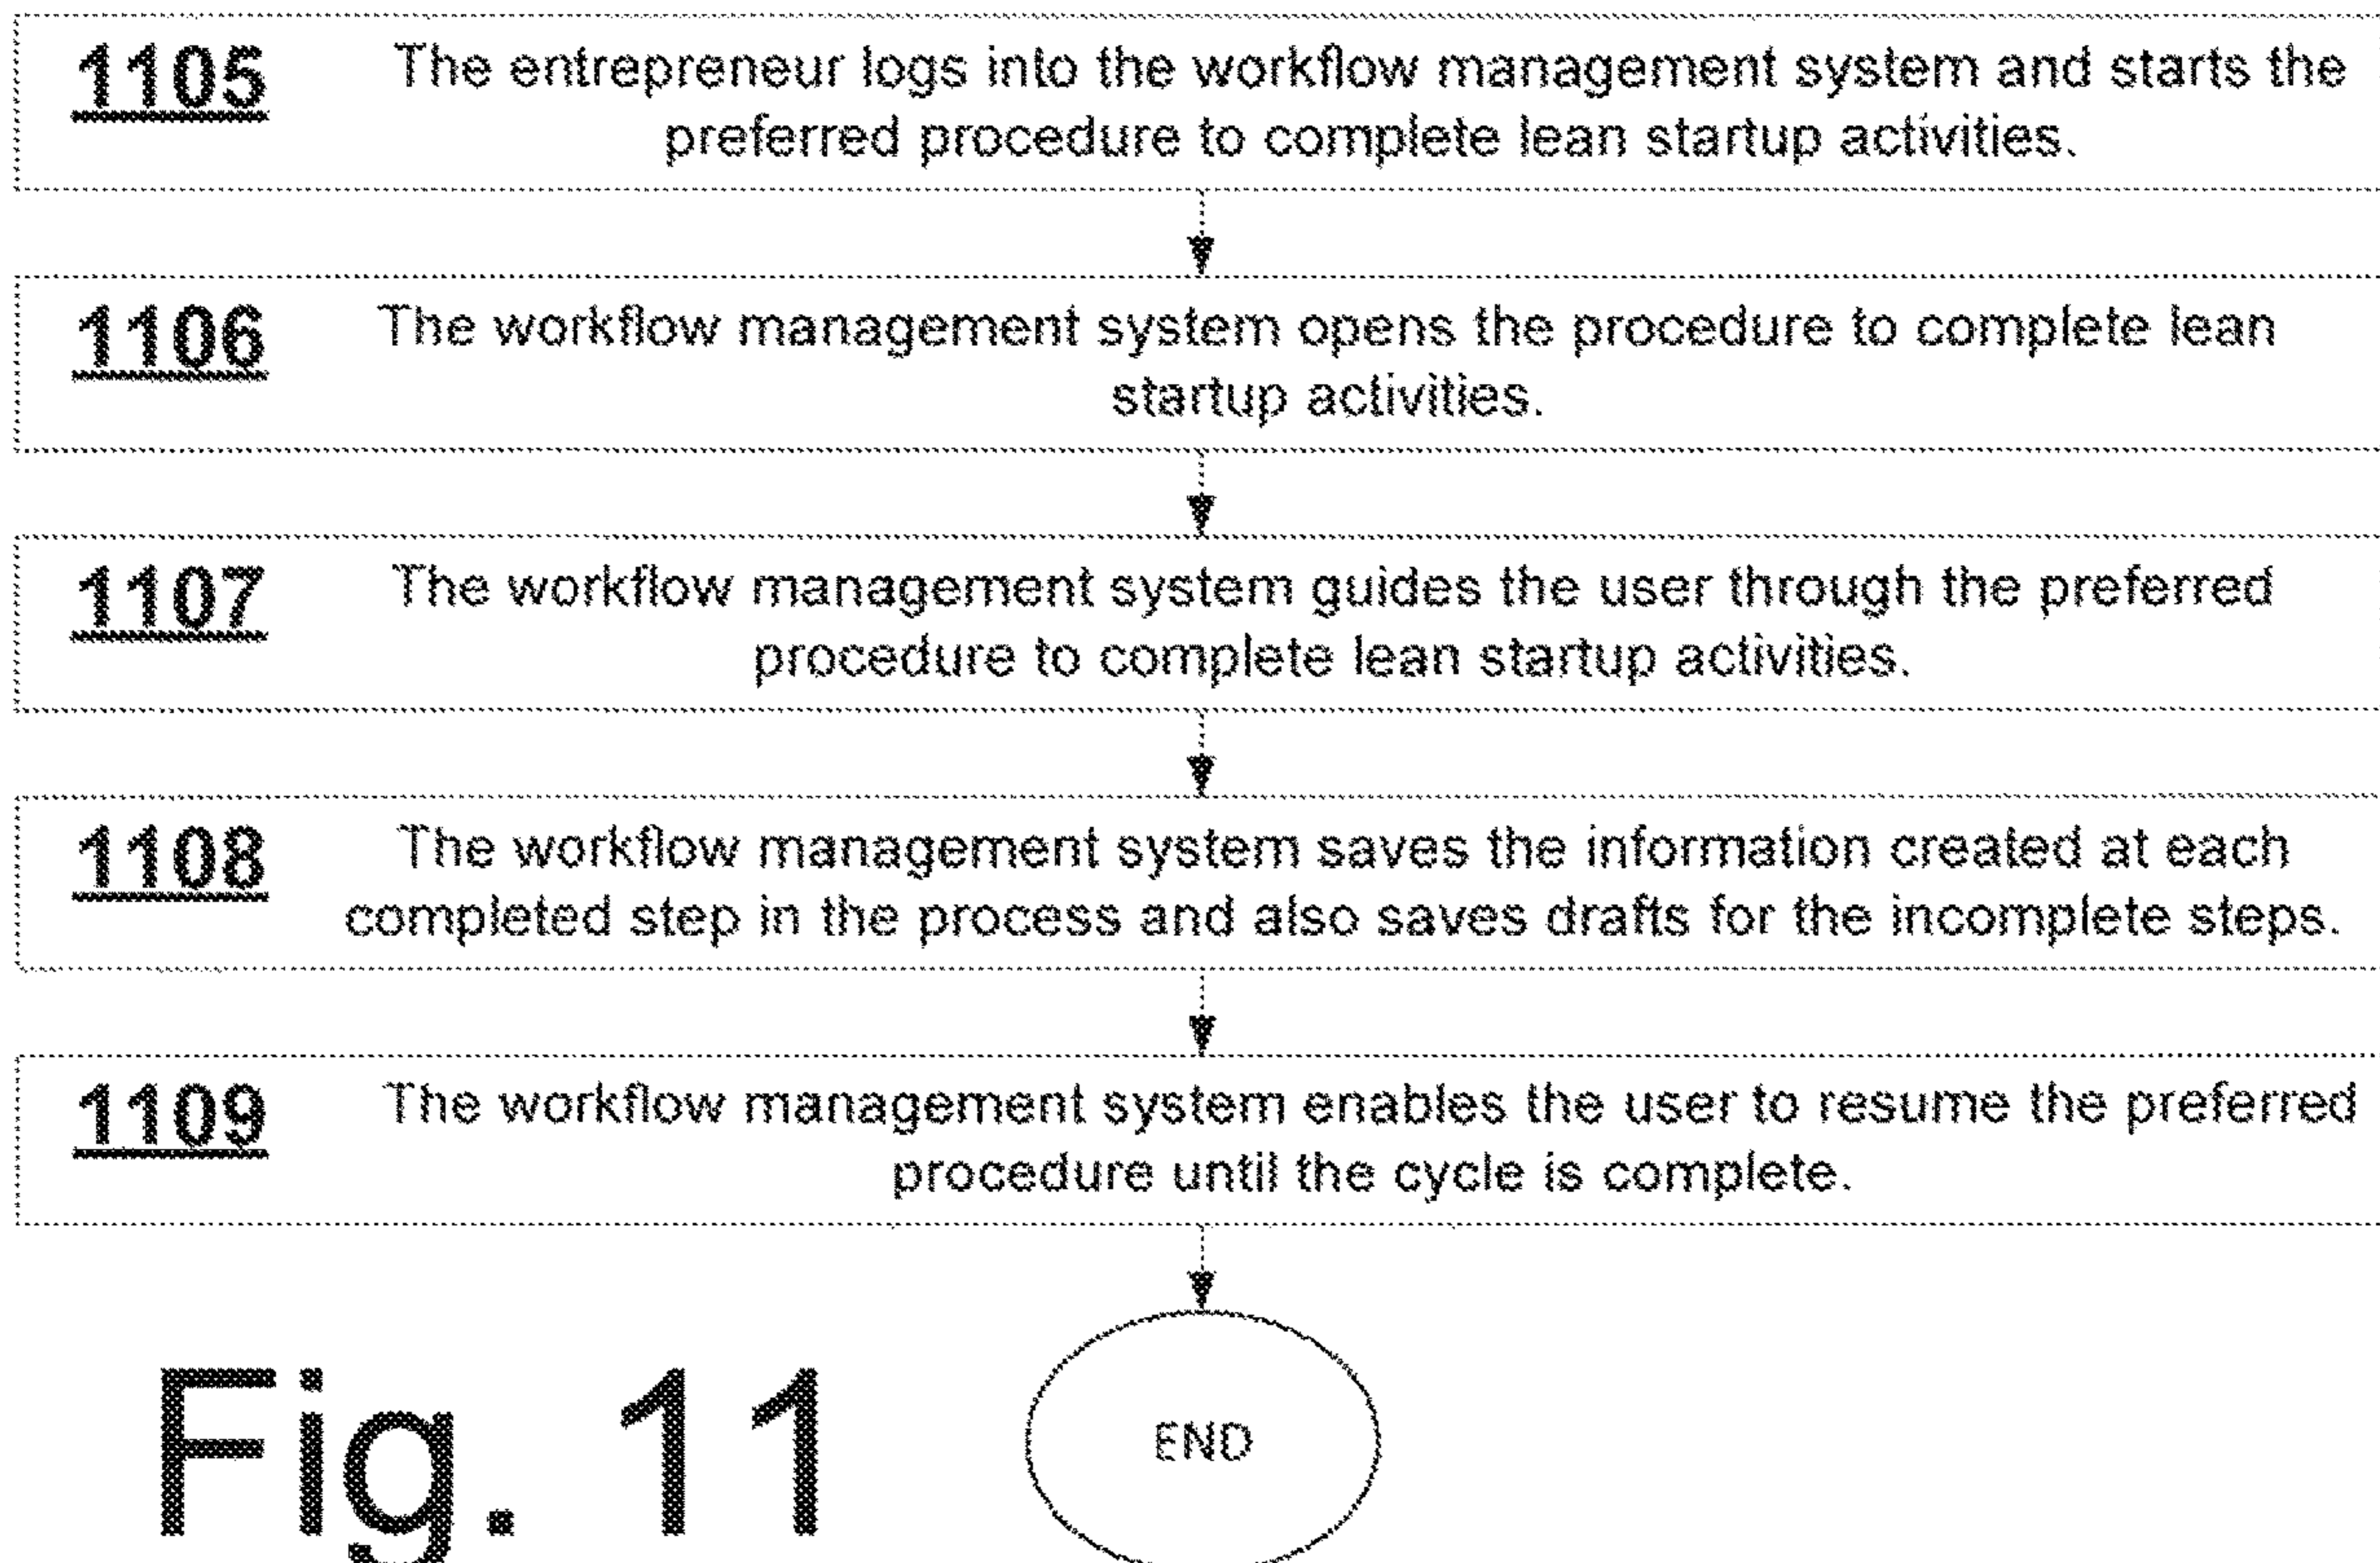 1105 The entrepreneur logs into the workflow management system and starts the
preferred procedure to complete lean startup activities.
1106 The workflow management system opens the procedure to complete lean
startup activities.
1107 The workflow management system guides the user through the preferred
procedure to complete lean startup activities.
1108 The workflow management system saves the information created at each
completed step in the process and also saves drafts for the incomplete steps.
1109 The workflow management system enables the user to resume the preferred
procedure until the cycle is complete.
Fig. 11
END